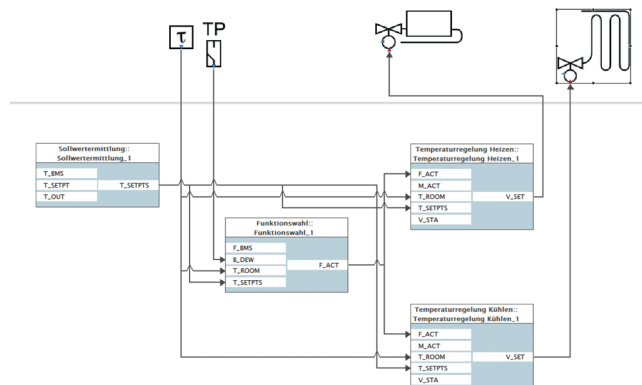 τ
TP
Sollwertermittlung::
Sollwertermittlung_1
T_BMS
T_SETPT T_SETPTS
T_OUT
Temperaturregelung Heizen::
Temperaturregelung Heizen_1
F_ACT
M_ACT
T_ROOM V_SET
T_SETPTS
V_STA
Funktionswahl::
Funktionswahl_1
F_BMS
B_DEW F_ACT
T_ROOM
T_SETPTS
Temperaturregelung Kühlen::
Temperaturregelung Kühlen_1
F_ACT
M_ACT
T_ROOM V_SET
T_SETPTS
V_STA